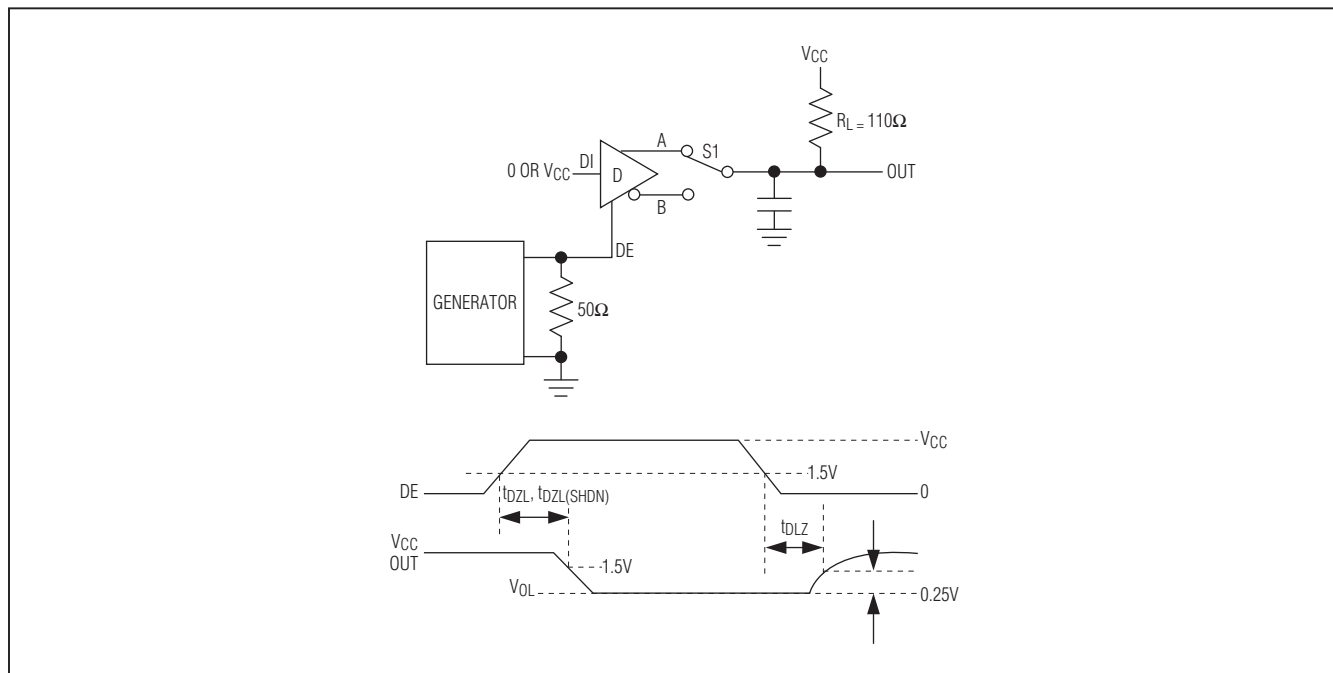 VCC
RL = 110Ω
A
S1
DI
0 OR VCC
D
OUT
B
DE
GENERATOR
50Ω
VCC
1.5V
DE
0
tDZL, tDZL(SHDN)
tDLZ
VCC
OUT
1.5V
VOL
0.25V